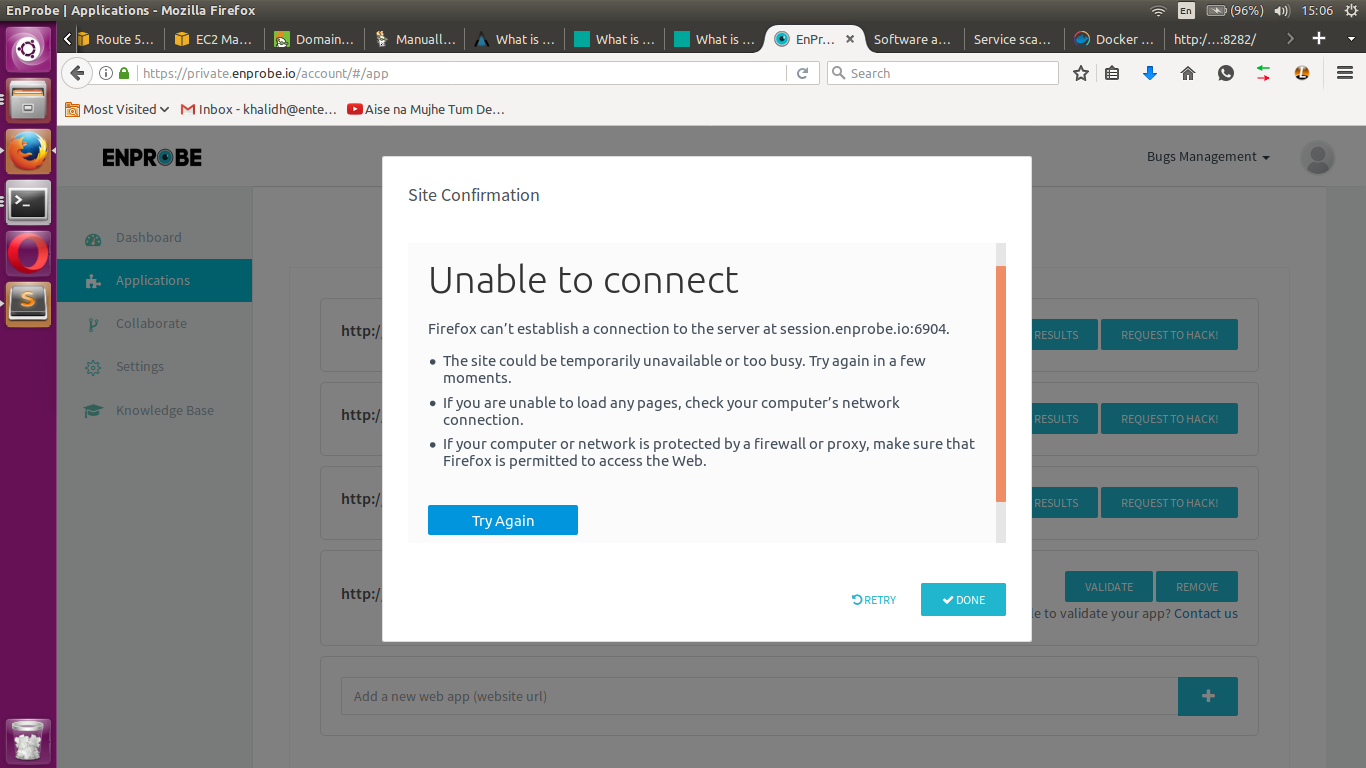 EnProbe | Applications - Mozilla Firefox
En
(96%)
15:06
Route 5...
EC2 Ma...
Domain...
Manuall...
What is ...
What is ...
What is ...
EnPr...
Software a...
Service sca...
Docker ...
http:/...:8282/
https://private.enprobe.io/account/#/app
Search
Most Visited
Inbox - khalidh@ente...
Aise na Mujhe Tum De...
ENPROBE
Bugs Management
Dashboard
Applications
Collaborate
Settings
Knowledge Base
Site Confirmation
Unable to connect
Firefox can't establish a connection to the server at session.enprobe.io:6904.
• The site could be temporarily unavailable or too busy. Try again in a few
moments.
• If you are unable to load any pages, check your computer's network
connection.
• If your computer or network is protected by a firewall or proxy, make sure that
Firefox is permitted to access the Web.
Try Again
RETRY
DONE
http:/
RESULTS
REQUEST TO HACK!
http:/
RESULTS
REQUEST TO HACK!
http:/
RESULTS
REQUEST TO HACK!
http:/
VALIDATE
REMOVE
le to validate your app? Contact us
Add a new web app (website url)